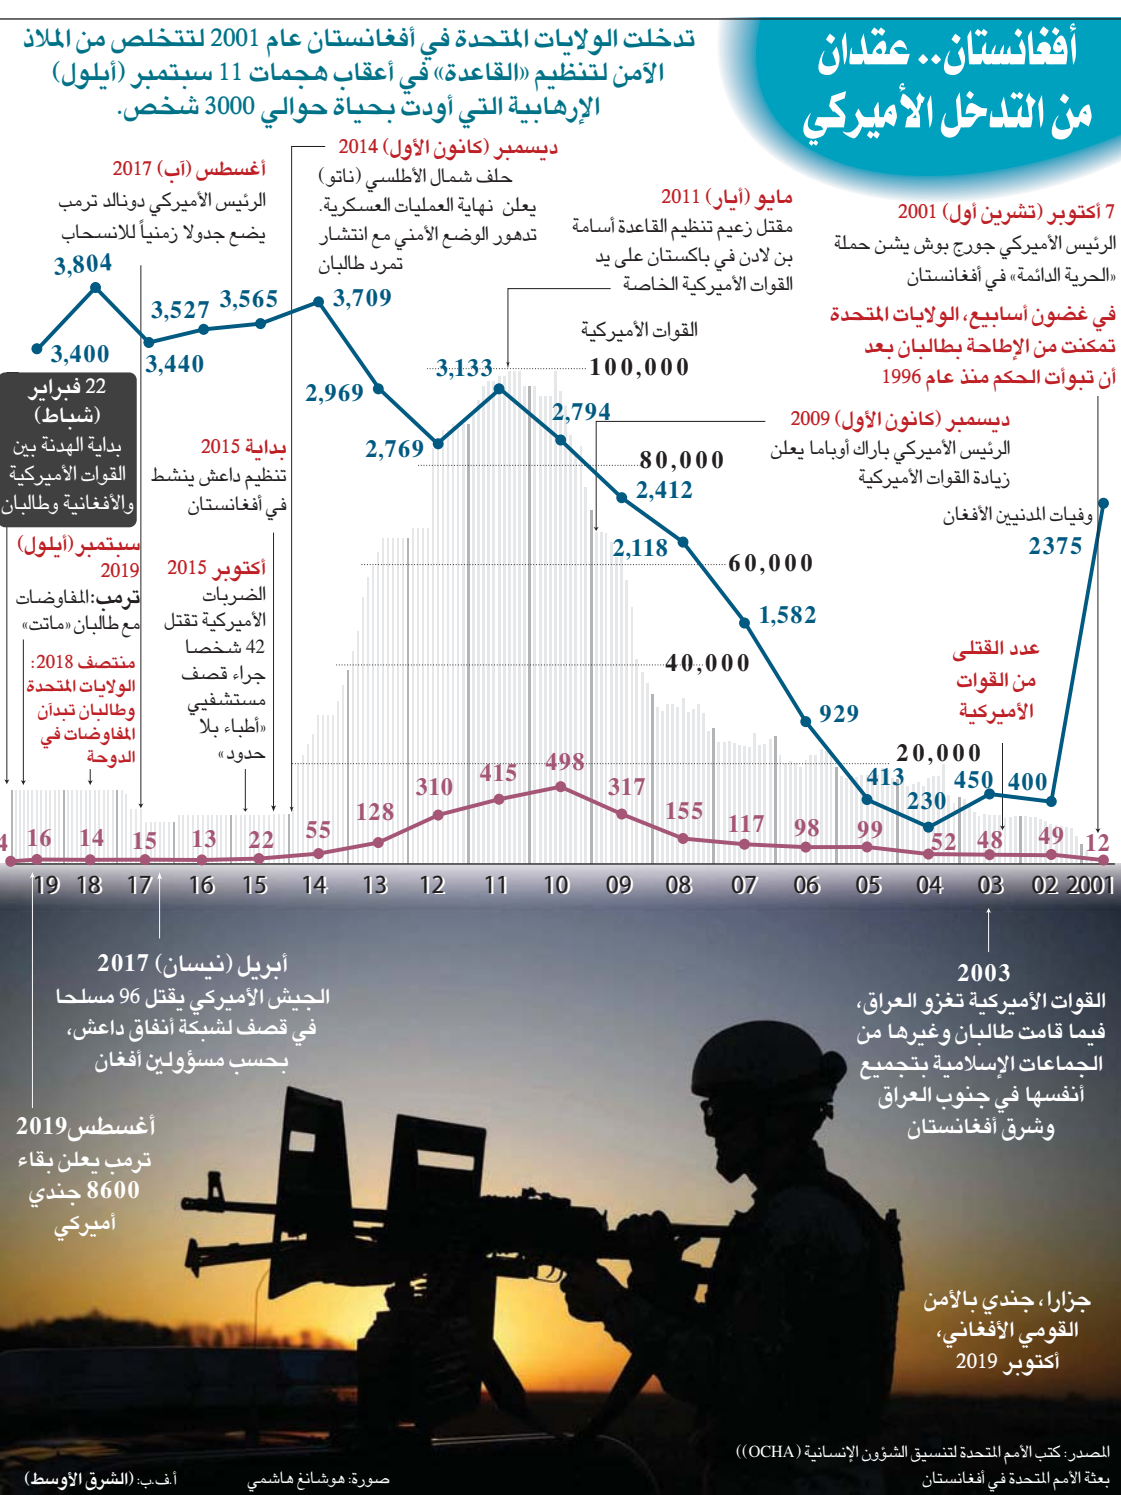 أفغانستان.. عقدان
من التدخل الأميركي
تدخلت الولايات المتحدة في أفغانستان عام 2001 لتتخلص من الملاذ
الآمن لتنظيم «القاعدة» في أعقاب هجمات 11 سبتمبر (أيلول)
الإرهابية التي أودت بحياة حوالي 3000 شخص.
7 أكتوبر (تشرين أول) 2001
الرئيس الأميركي جورج بوش يشن حملة
«الحرية الدائمة» في أفغانستان
في غضون أسابيع، الولايات المتحدة
تمكنت من الإطاحة بطالبان بعد
أن تبوأت الحكم منذ عام 1996
مايو (أيار) 2011
مقتل زعيم تنظيم القاعدة أسامة
بن لادن في باكستان على يد
القوات الأميركية الخاصة
ديسمبر (كانون الأول) 2014
حلف شمال الأطلسي (ناتو)
يعلن نهاية العمليات العسكرية.
تدهور الوضع الأمني مع انتشار
تمرد طالبان
أغسطس (آب) 2017
الرئيس الأميركي دونالد ترمب
يضع جدولا زمنياً للانسحاب
القوات الأميركية
100,000
80,000
60,000
40,000
20,000
ديسمبر (كانون الأول) 2009
الرئيس الأميركي باراك أوباما يعلن
زيادة القوات الأميركية
وفيات المدنيين الأفغان
2375
400
450
230
413
929
1,582
2,118
2,412
2,794
3,133
2,769
2,969
3,709
3,565
3,527
3,440
3,804
3,400
22 فبراير
(شباط)
بداية الهدنة بين
القوات الأميركية
والأفغانية وطالبان
بداية 2015
تنظيم داعش ينشط
في أفغانستان
سبتمبر (أيلول)
2019
ترمب: المفاوضات
مع طالبان «ماتت»
أكتوبر 2015
الضربات
الأميركية تقتل
42 شخصا
جراء قصف
مستشفيي
«أطباء بلا
حدود»
منتصف 2018:
الولايات المتحدة
وطالبان تبدآن
المفاوضات في
الدوحة
عدد القتلى
من القوات
الأميركية
12
49
48
52
99
98
117
155
317
498
415
310
128
55
22
13
15
14
16
4
2001 02 03 04 05 06 07 08 09 10 11 12 13 14 15 16 17 18 19
2003
القوات الأميركية تغزو العراق،
فيما قامت طالبان وغيرها من
الجماعات الإسلامية بتجميع
أنفسها في جنوب العراق
وشرق أفغانستان
أبريل (نيسان) 2017
الجيش الأميركي يقتل 96 مسلحا
في قصف لشبكة أنفاق داعش،
بحسب مسؤولين أفغان
أغسطس2019
ترمب يعلن بقاء
8600 جندي
أميركي
جزارا، جندي بالأمن
القومي الأفغاني،
أكتوبر 2019
المصدر: كتب الأمم المتحدة لتنسيق الشؤون الإنسانية (OCHA))
بعثة الأمم المتحدة في أفغانستان
صورة: هوشانغ هاشمي
أ.ف.ب: (الشرق الأوسط)